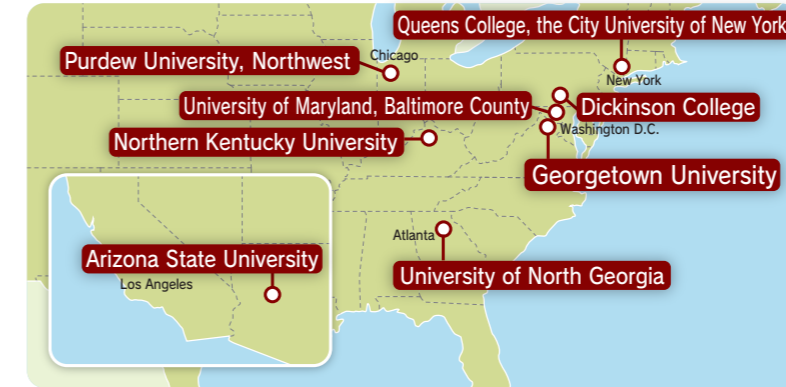 Queens College, the City University of New York
Chicago
Purdew University, Northwest
New York
University of Maryland, Baltimore County
Dickinson College
Washington D.C.
Northern Kentucky University
Georgetown University
Atlanta
Arizona State University
University of North Georgia
Los Angeles